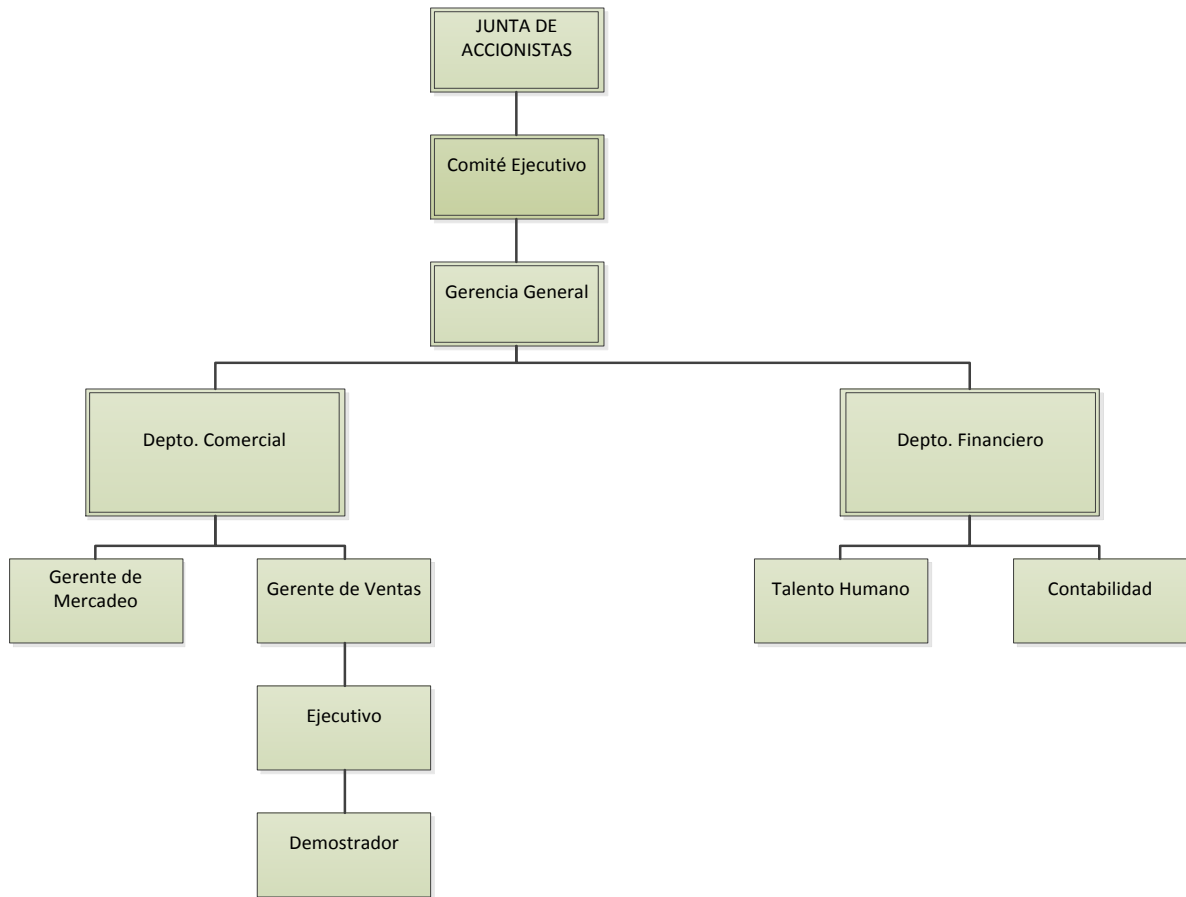 JUNTA DE
ACCIONISTAS
Comité Ejecutivo
Gerencia General
Depto. Comercial
Depto. Financiero
Gerente de
Mercadeo
Gerente de Ventas
Talento Humano
Contabilidad
Ejecutivo
Demostrador